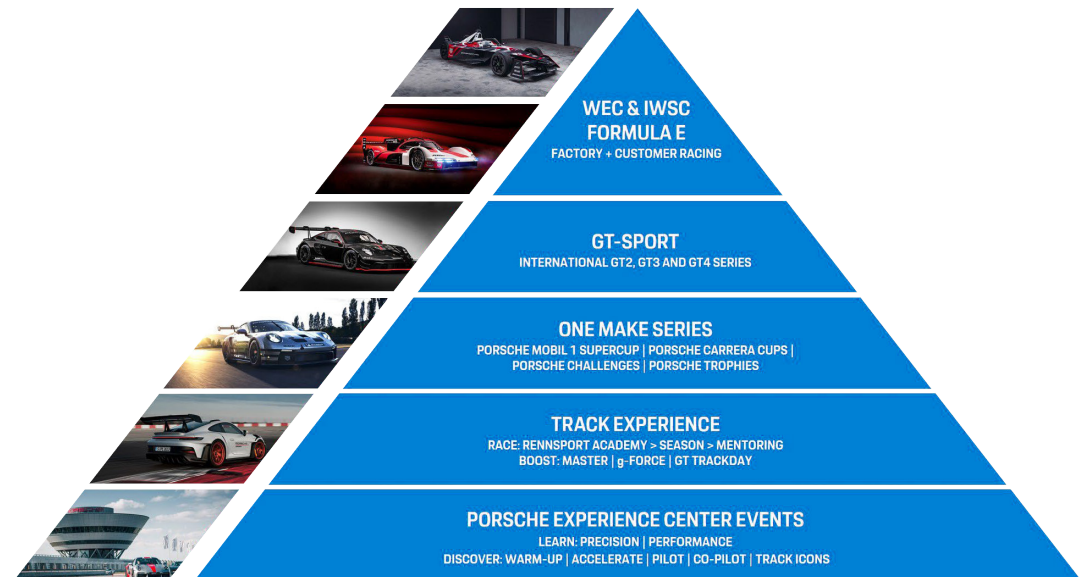 WEC & IWSC
FORMULA E
FACTORY + CUSTOMER RACING
GT-SPORT
INTERNATIONAL GT2, GT3 AND GT4 SERIES
ONE MAKE SERIES
PORSCHE MOBIL 1 SUPERCUP | PORSCHE CARRERA CUPS |
PORSCHE CHALLENGES | PORSCHE TROPHIES
TRACK EXPERIENCE
RACE: RENNSPORT ACADEMY > SEASON > MENTORING
BOOST: MASTER | g-FORCE | GT TRACKDAY
PORSCHE EXPERIENCE CENTER EVENTS
LEARN: PRECISION | PERFORMANCE
DISCOVER: WARM-UP | ACCELERATE | PILOT | CO-PILOT | TRACK ICONS